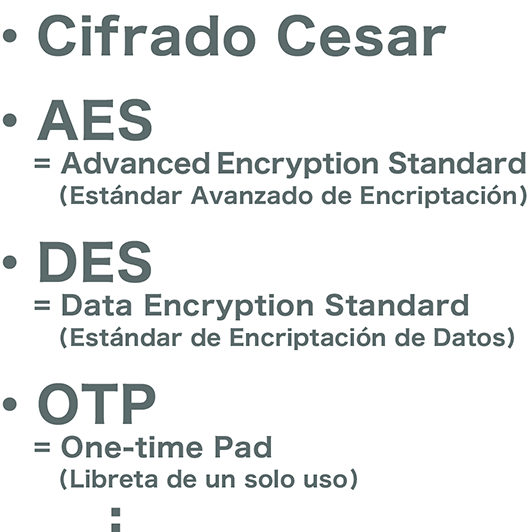 • Cifrado Cesar
• AES
= Advanced Encryption Standard
(Estándar Avanzado de Encriptación)
• DES
= Data Encryption Standard
(Estándar de Encriptación de Datos)
• OTP
= One-time Pad
(Libreta de un solo uso)
: